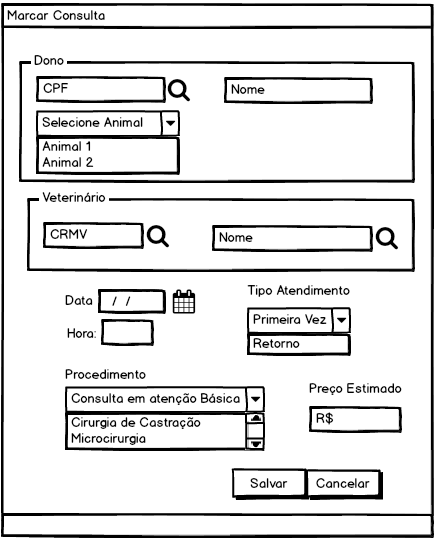 Marcar Consulta
Dono
CPF
Nome
Selecione Animal
Animal 1
Animal 2
Veterinário
CRMV
Nome
Data / /
Hora:
Tipo Atendimento
Primeira Vez
Retorno
Procedimento
Consulta em atenção Básica
Cirurgia de Castração
Microcirurgia
Preço Estimado
R$
Salvar
Cancelar